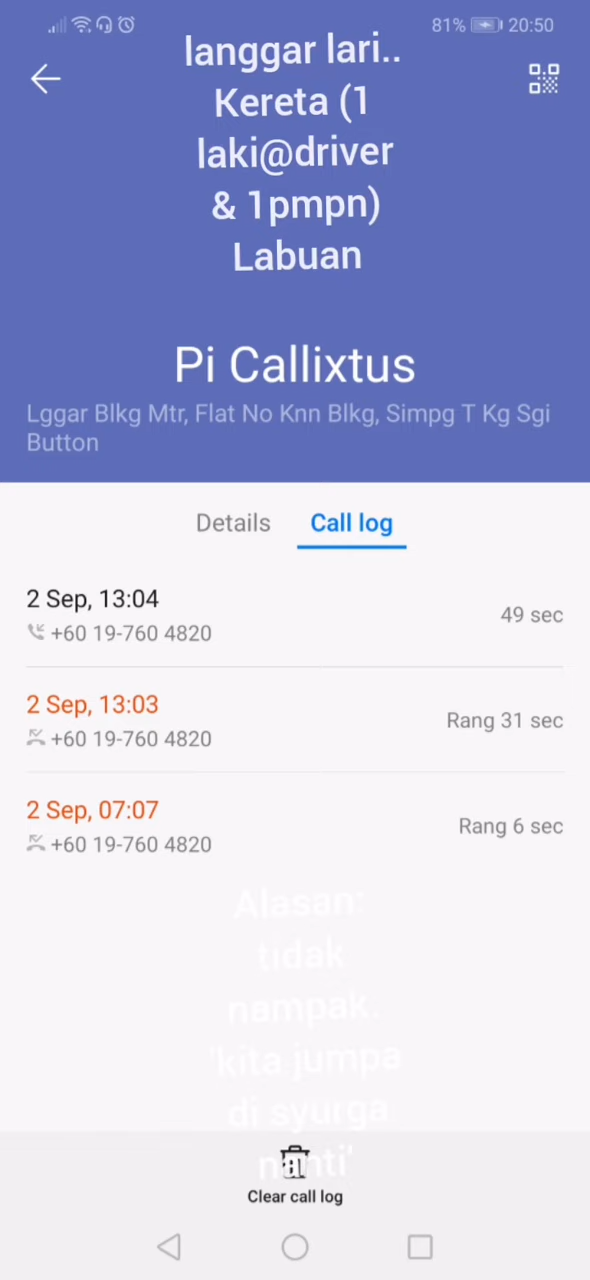 81% 20:50
langgar lari..
Kereta (1
laki@driver
& 1pmpn)
Labuan
Pi Callixtus
Lggar Blkg Mtr, Flat No Knn Blkg, Simpg T Kg Sgi
Button
Details Call log
2 Sep, 13:04
+60 19-760 4820
49 sec
2 Sep, 13:03
+60 19-760 4820
Rang 31 sec
2 Sep, 07:07
+60 19-760 4820
Rang 6 sec
Alasan:
tidak
nampak.
'kita jumpa
di syurga
nanti'
Clear call log